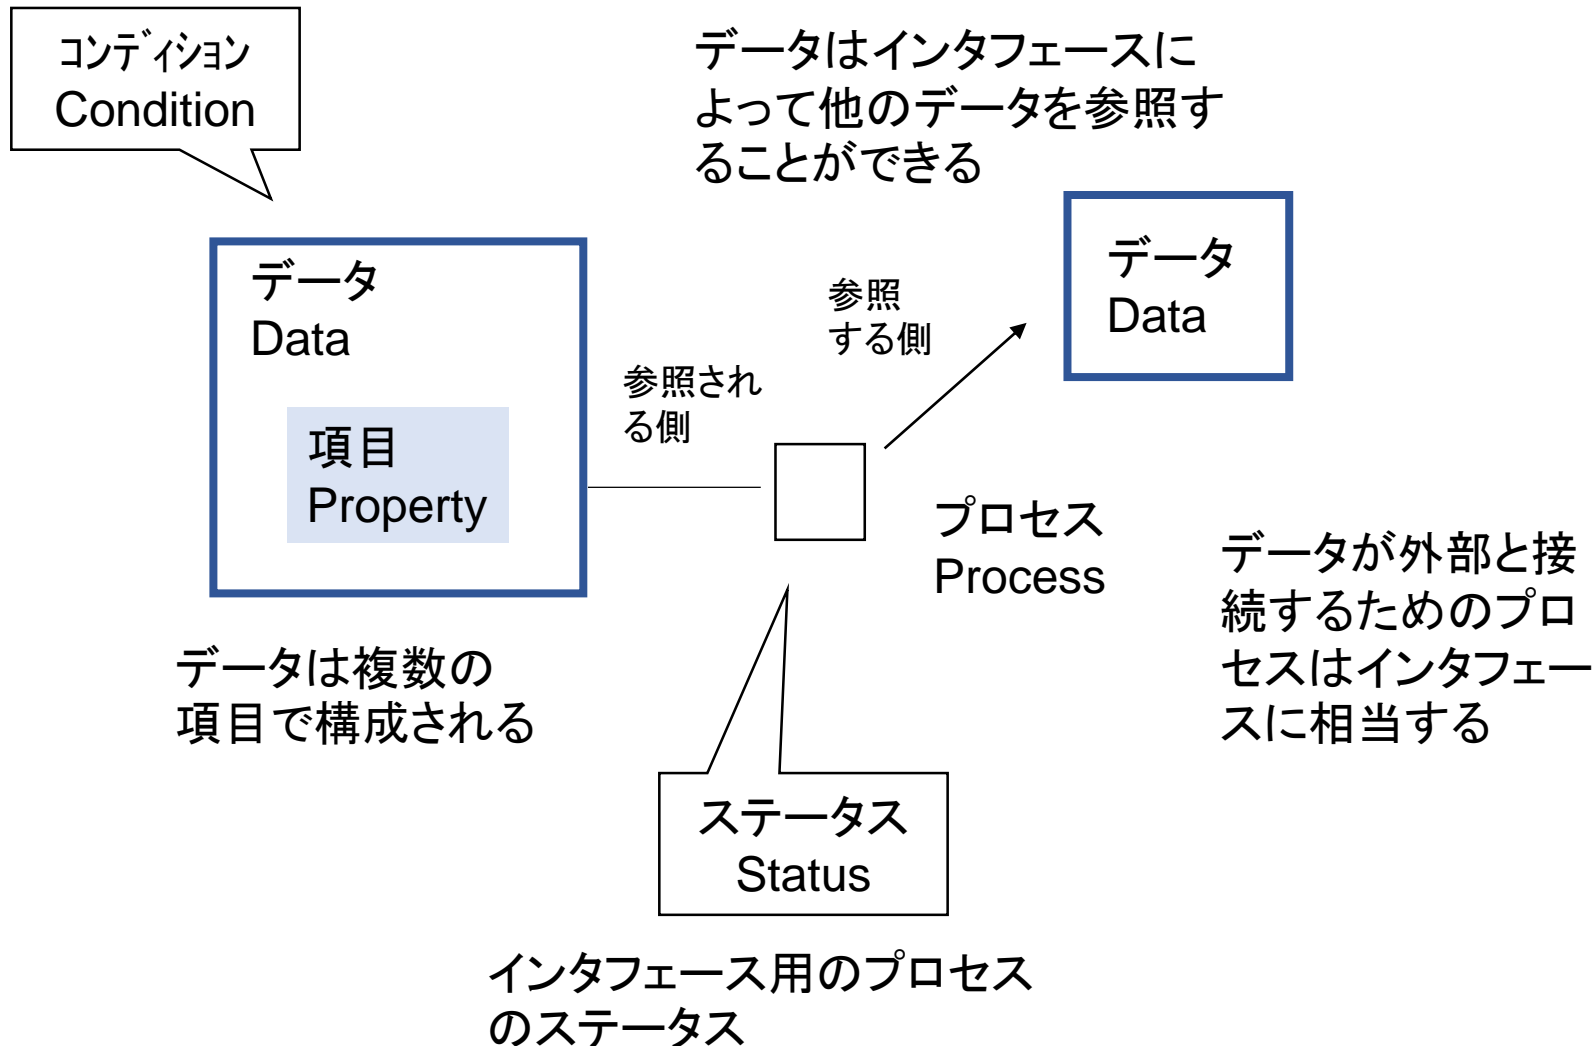 コンディション
Condition
データはインタフェースに
よって他のデータを参照す
ることができる
データ
Data
項目
Property
参照され
る側
参照
する側
データ
Data
プロセス
Process
データが外部と接
続するためのプロ
セスはインタフェー
スに相当する
データは複数の
項目で構成される
ステータス
Status
インタフェース用のプロセス
のステータス